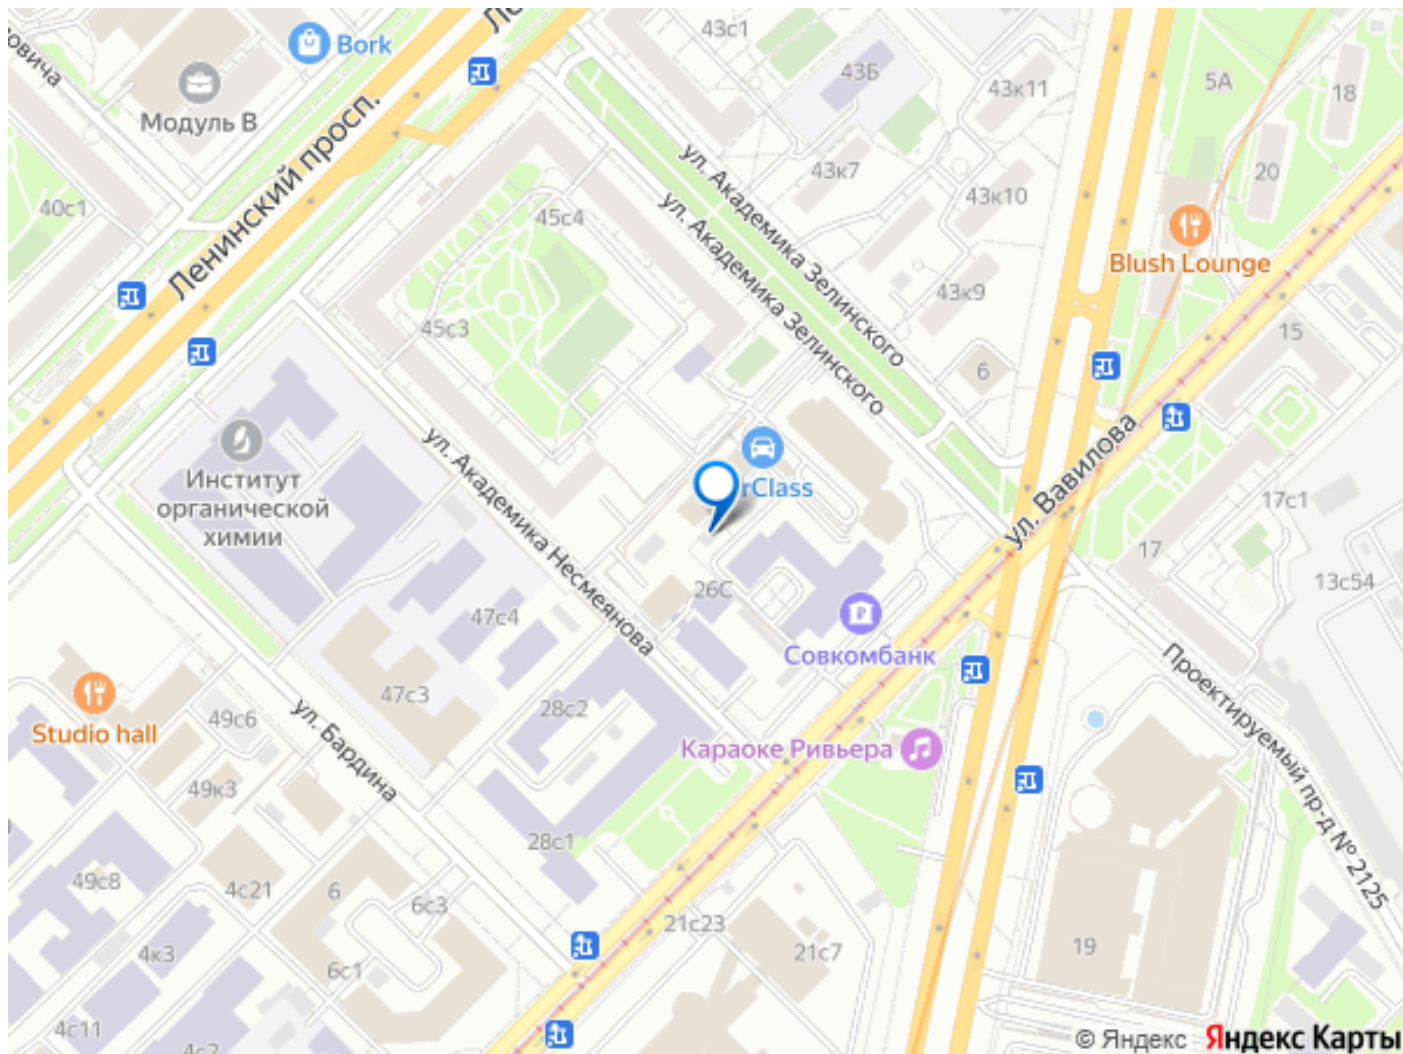 43с1
Bork
43Б
5А
18
43к11
Модуль В
Ленинский просп.
43к7
20
43к10
40с1
45с4
ул. Академика Зелинского
ул. Академика Зелинского
Blush Lounge
43к9
45с3
15
6
ул. Вавилова
Институт
органической
химии
rClass
17с1
ул. Академика Несмеянова
17
13с54
26С
47с4
Совкомбанк
47с3
28с2
49с6
Studio hall
ул. Бардина
Караоке Ривьера
Проектируемый пр-д № 2125
49к3
28с1
49с8
4с21
6
6с3
21с23
4к3
6с1
21с7
19
4с11
© Яндекс Яндекс Карты